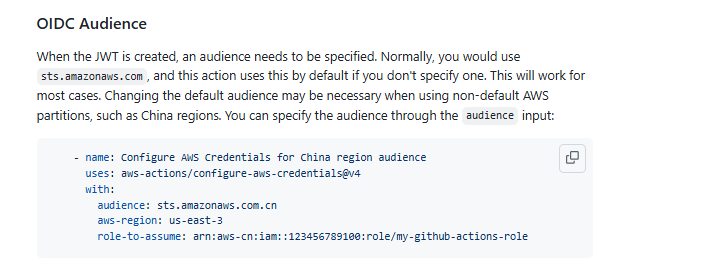 OIDC Audience
When the JWT is created, an audience needs to be specified. Normally, you would use
sts.amazonaws.com, and this action uses this by default if you don't specify one. This will work for
most cases. Changing the default audience may be necessary when using non-default AWS
partitions, such as China regions. You can specify the audience through the audience input:
- name: Configure AWS Credentials for China region audience
  uses: aws-actions/configure-aws-credentials@v4
  with:
    audience: sts.amazonaws.com.cn
    aws-region: us-east-3
    role-to-assume: arn:aws-cn:iam::123456789100:role/my-github-actions-role